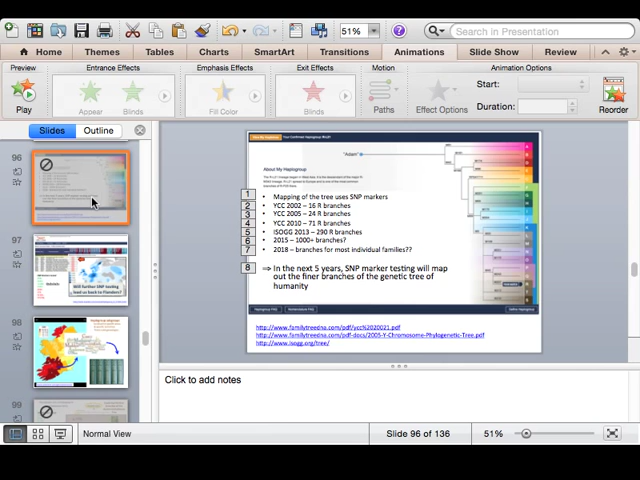 51%
Search in Presentation
Home Themes Tables Charts SmartArt Transitions Animations Slide Show Review
Preview Entrance Effects Emphasis Effects Exit Effects Motion Animation Options
Start:
Duration:
Play Appear Blinds Fill Color Blinds Paths Effect Options Reorder
Slides Outline
96
97
Will further SNP testing
lead us back to Flanders?
98
99
"Adam"
About My Haplogroup
1 • Mapping of the tree uses SNP markers
2 • YCC 2002 – 16 R branches
3 • YCC 2005 – 24 R branches
4 • YCC 2010 – 71 R branches
5 • ISOGG 2013 – 290 R branches
6 • 2015 – 1000+ branches?
7 • 2018 – branches for most individual families??
8 ⇒ In the next 5 years, SNP marker testing will map
out the finer branches of the genetic tree of
humanity
http://www.familytreedna.com/pdf/ycc%2020021.pdf
http://www.familytreedna.com/pdf-docs/2005-Y-Chromosome-Phylogenetic-Tree.pdf
http://www.isogg.org/tree/
Click to add notes
Normal View Slide 96 of 136 51%